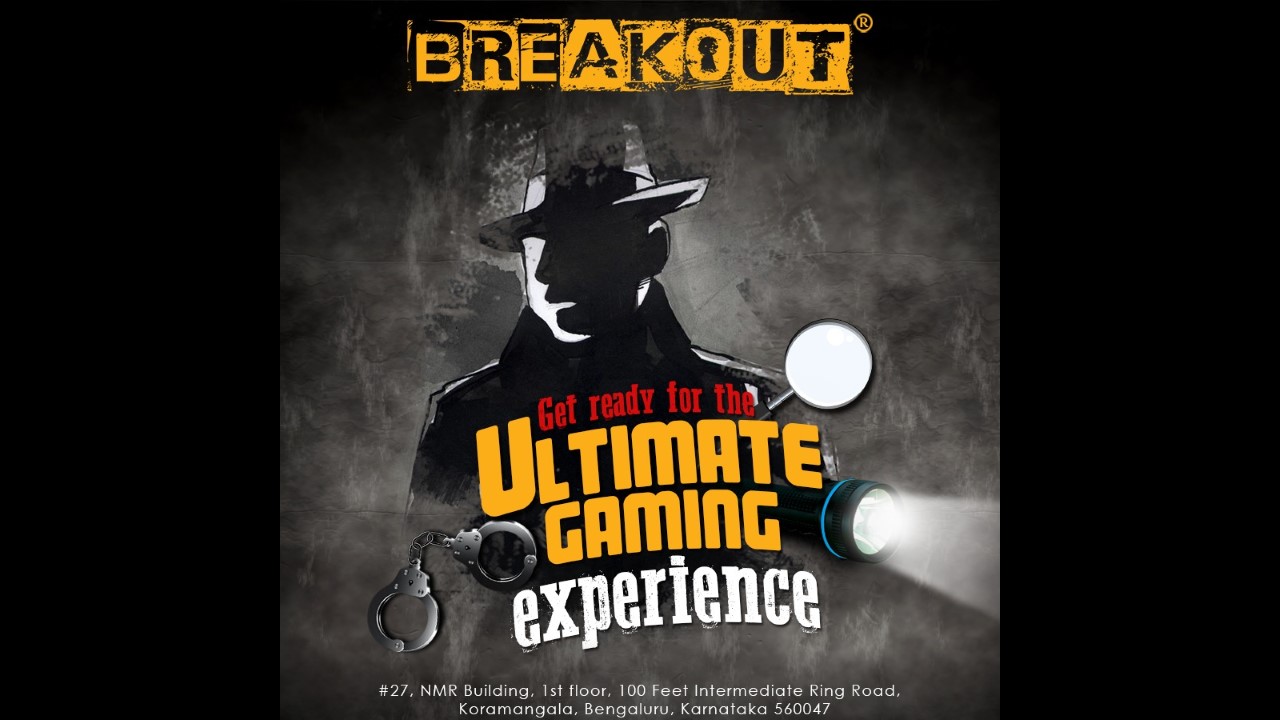 BREAKOUT®
Get ready for the
ULTIMATE
GAMING
experience
#27, NMR Building, 1st floor, 100 Feet Intermediate Ring Road,
Koramangala, Bengaluru, Karnataka 560047